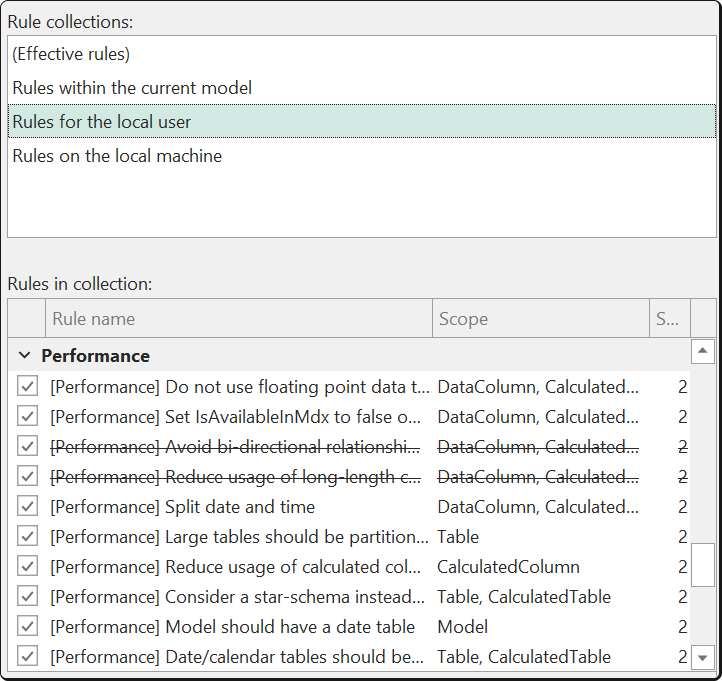 Rule collections:
(Effective rules)
Rules within the current model
Rules for the local user
Rules on the local machine
Rules in collection:
Rule name Scope S...
Performance
[Performance] Do not use floating point data t... DataColumn, Calculated... 2
[Performance] Set IsAvailableInMdx to false o... DataColumn, Calculated... 2
[Performance] Avoid bi-directional relationshi... DataColumn, Calculated... 2
[Performance] Reduce usage of long-length c... DataColumn, Calculated... 2
[Performance] Split date and time DataColumn, Calculated... 2
[Performance] Large tables should be partition... Table 2
[Performance] Reduce usage of calculated col... CalculatedColumn 2
[Performance] Consider a star-schema instead... Table, CalculatedTable 2
[Performance] Model should have a date table Model 2
[Performance] Date/calendar tables should be... Table, CalculatedTable 2